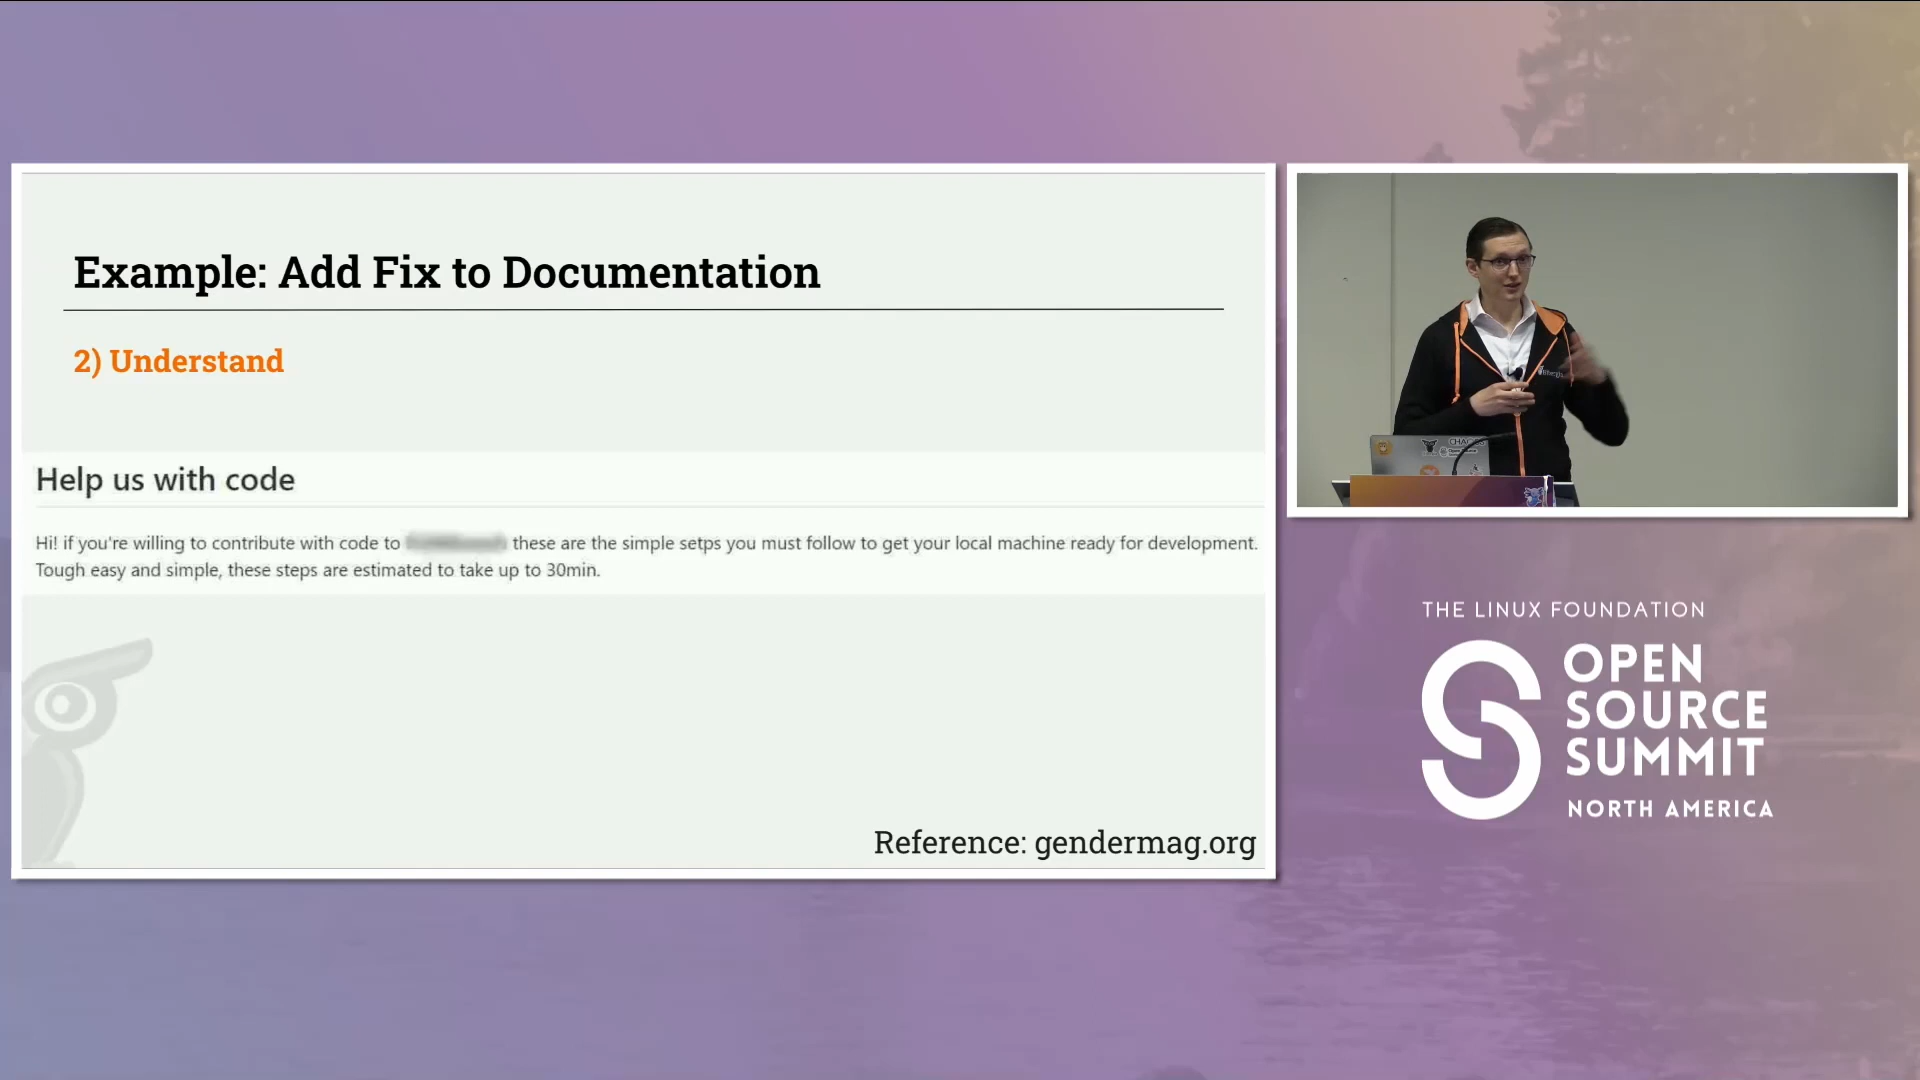 Example: Add Fix to Documentation
2) Understand
Help us with code
Hi! if you're willing to contribute with code to these are the simple setps you must follow to get your local machine ready for development.
Tough easy and simple, these steps are estimated to take up to 30min.
Reference: gendermag.org
THE LINUX FOUNDATION
OPEN
SOURCE
SUMMIT
NORTH AMERICA